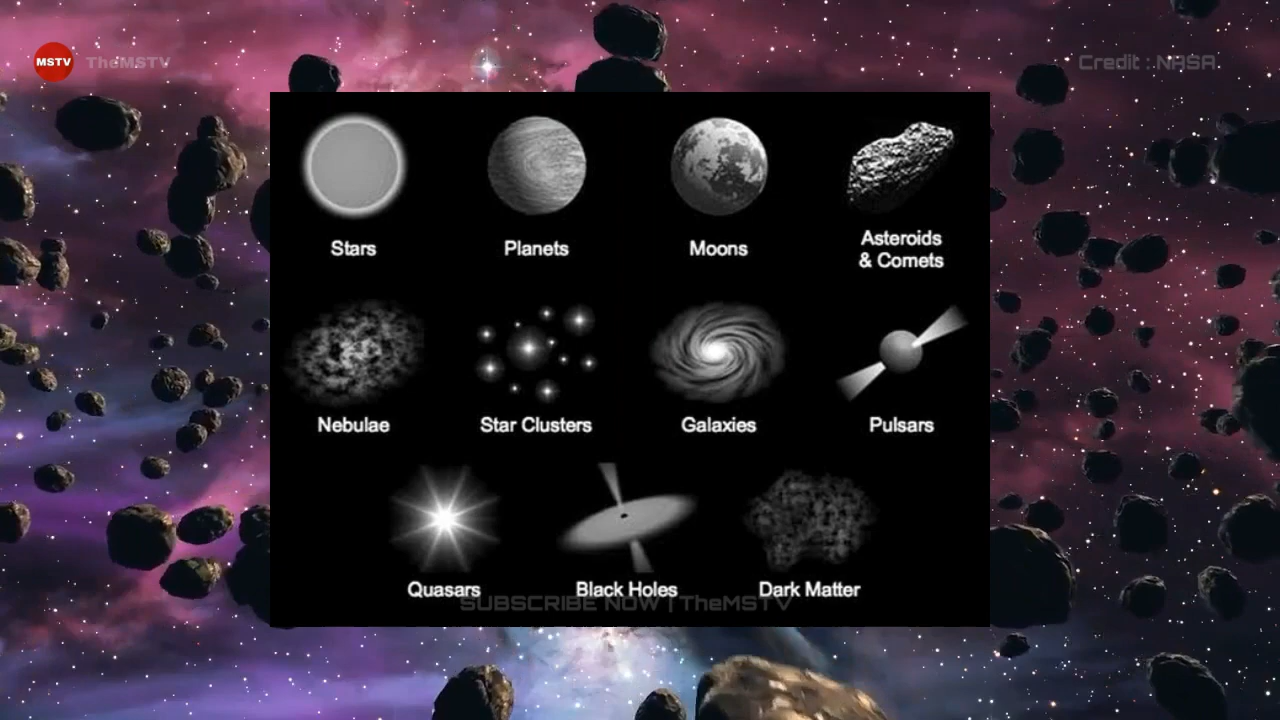 MSTV TheMSTV
Credit : NASA
Stars
Planets
Moons
Asteroids
& Comets
Nebulae
Star Clusters
Galaxies
Pulsars
Quasars
Black Holes
Dark Matter
SUBSCRIBE NOW | TheMSTV